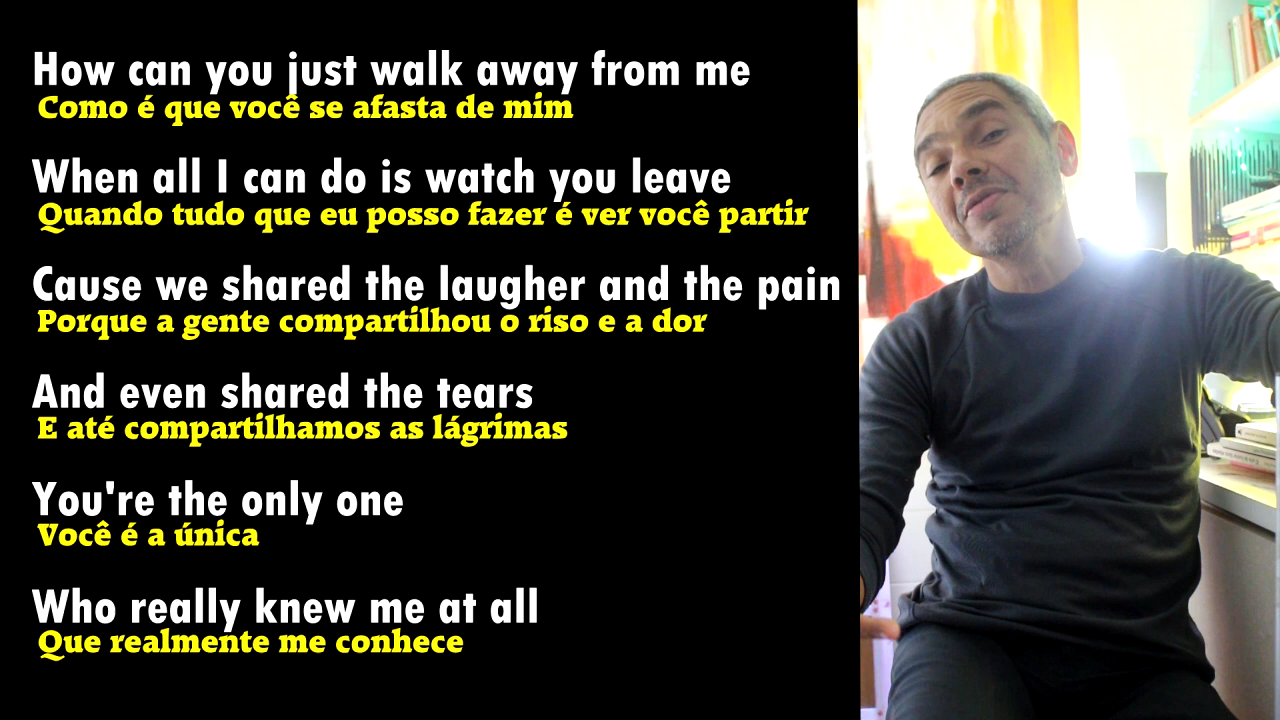 How can you just walk away from me
Como é que você se afasta de mim
When all I can do is watch you leave
Quando tudo que eu posso fazer é ver você partir
Cause we shared the laugher and the pain
Porque a gente compartilhou o riso e a dor
And even shared the tears
E até compartilhamos as lágrimas
You're the only one
Você é a única
Who really knew me at all
Que realmente me conhece